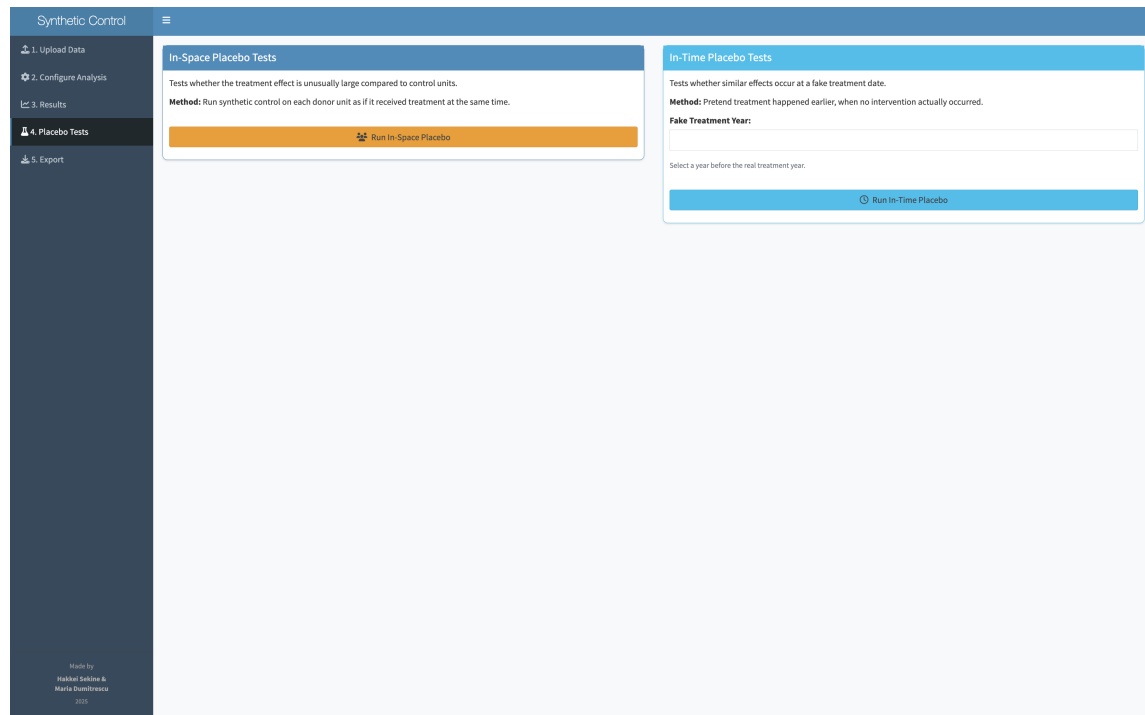 Synthetic Control
1. Upload Data
2. Configure Analysis
3. Results
4. Placebo Tests
5. Export
In-Space Placebo Tests
Tests whether the treatment effect is unusually large compared to control units.
Method: Run synthetic control on each donor unit as if it received treatment at the same time.
Run In-Space Placebo
In-Time Placebo Tests
Tests whether similar effects occur at a fake treatment date.
Method: Pretend treatment happened earlier, when no intervention actually occurred.
Fake Treatment Year:
Select a year before the real treatment year.
Run In-Time Placebo
Made by
Hakkei Sekine &
Maria Dumitrescu
2025